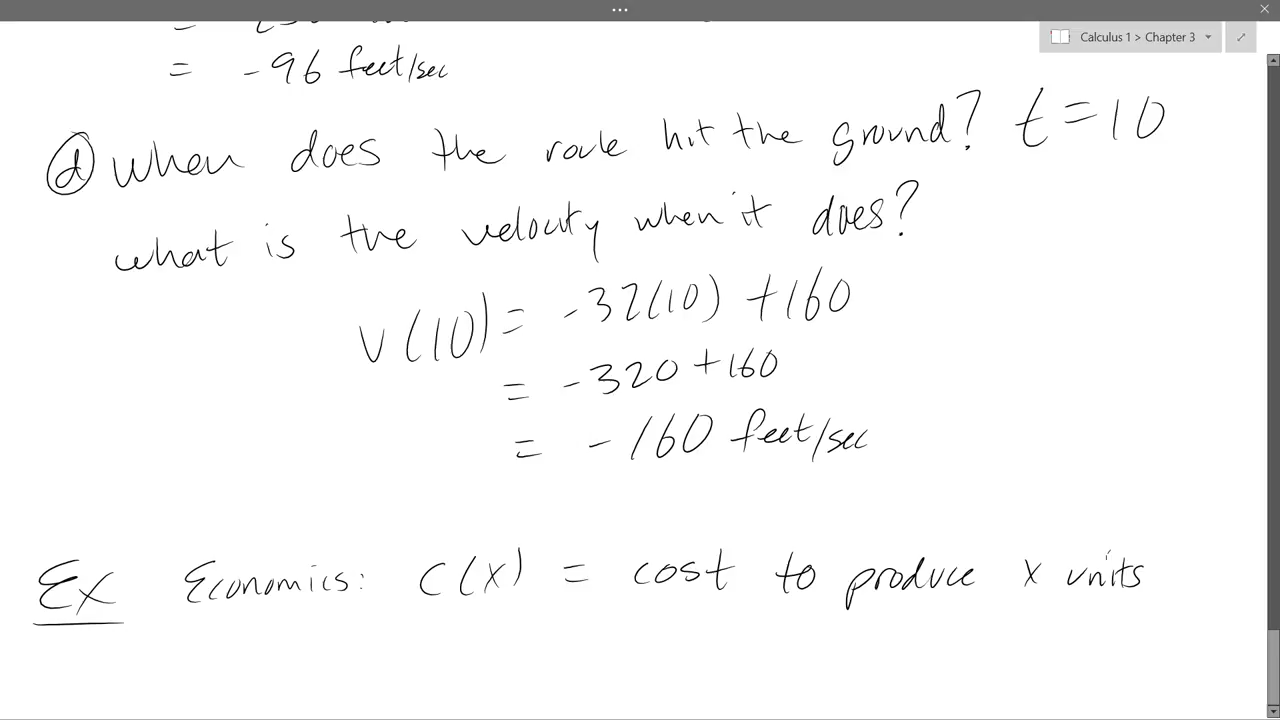 Calculus 1 > Chapter 3
= -96 feet/sec
(d) When does the rock hit the ground? t=10
what is the velocity when it does?
v(10) = -32(10) +160
= -320 +160
= -160 feet/sec
Ex Economics: C(x) = cost to produce x units